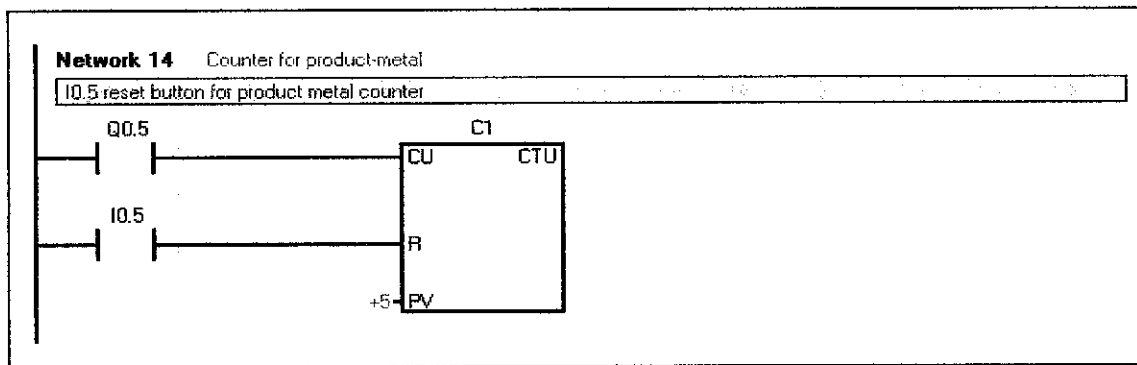 Network 14 Counter for product-metal
I0.5 reset button for product metal counter
Q0.5 C1
CU CTU
I0.5
R
+5 PV